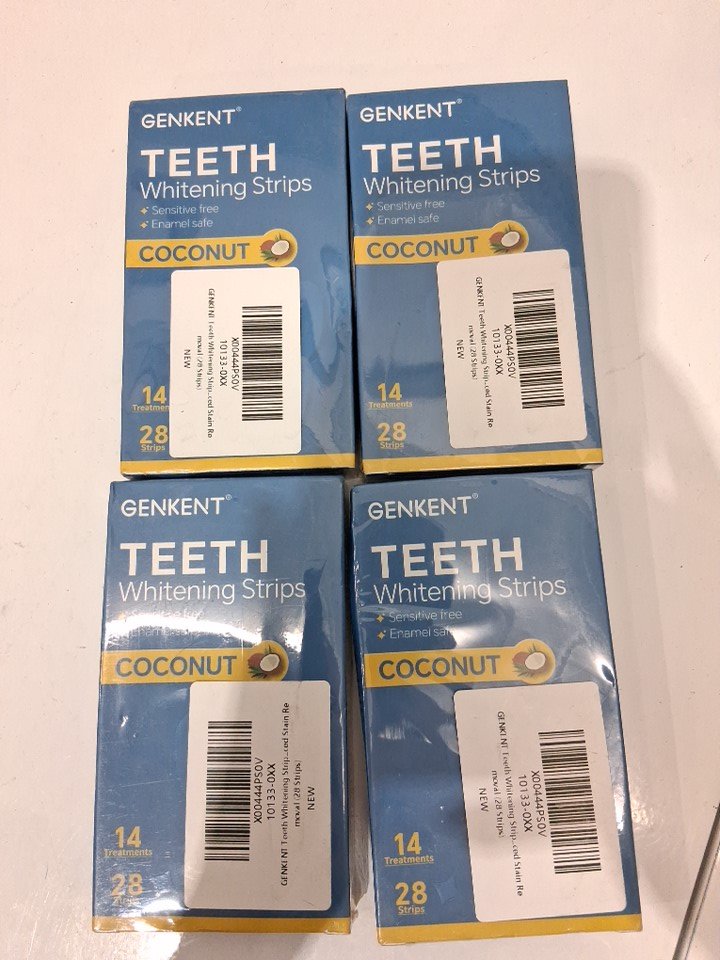 GENKENT®
TEETH
Whitening Strips
Sensitive free
Enamel safe
COCONUT
14
Treatments
28
Strips
X00444PS0V
10133-0XX
GENKENT Teeth Whitening Strip...ced Stain Re
moval (28 Strips)
NEW
GENKENT®
TEETH
Whitening Strips
Sensitive free
Enamel safe
COCONUT
14
Treatments
28
Strips
X00444PS0V
10133-0XX
GENKENT Teeth Whitening Strip...ced Stain Re
moval (28 Strips)
NEW
GENKENT®
TEETH
Whitening Strips
Sensitive free
Enamel
COCONUT
14
Treatments
28
X00444PS0V
10133-0XX
GENKENT Teeth Whitening Strip...ced Stain Re
moval (28 Strips)
NEW
GENKENT®
TEETH
Whitening Strips
Sensitive free
Enamel safe
COCONUT
14
Treatments
28
Strips
X00444PS0V
10133-0XX
GENKENT Teeth Whitening Strip...ced Stain Re
moval (28 Strips)
NEW